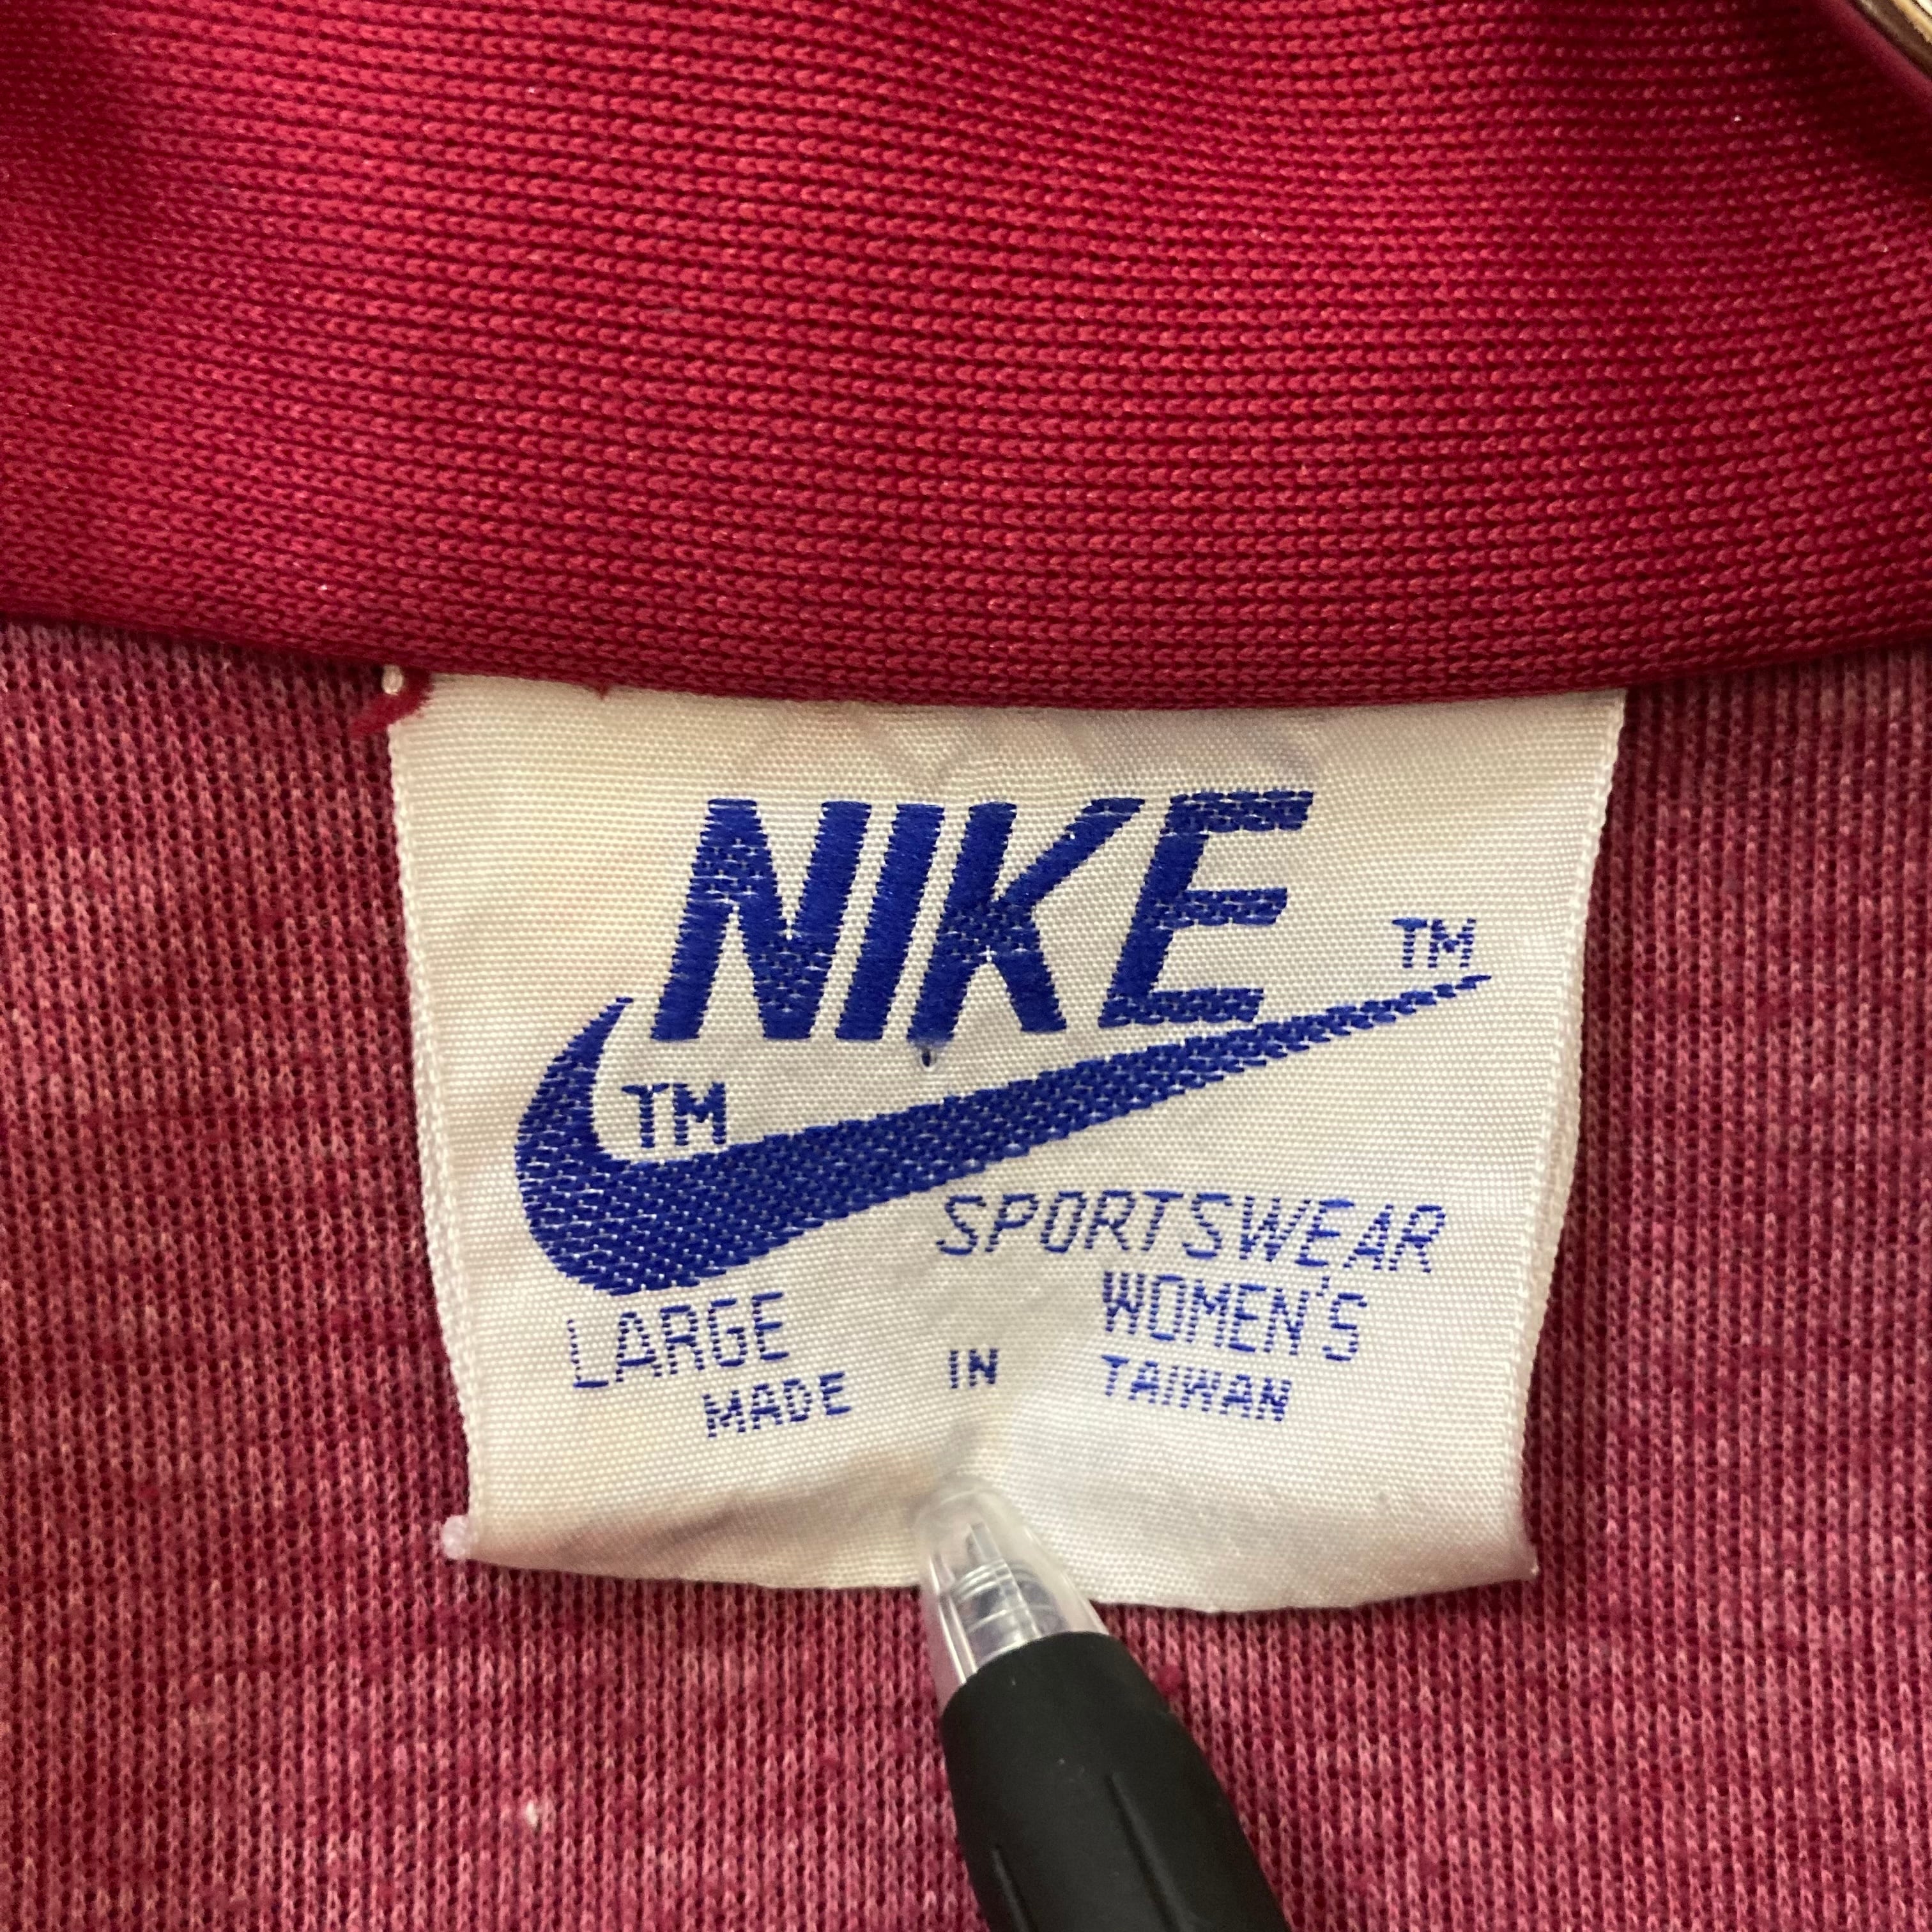 NIKE TM
TM
SPORTSWEAR
LARGE WOMEN'S
MADE IN TAIWAN